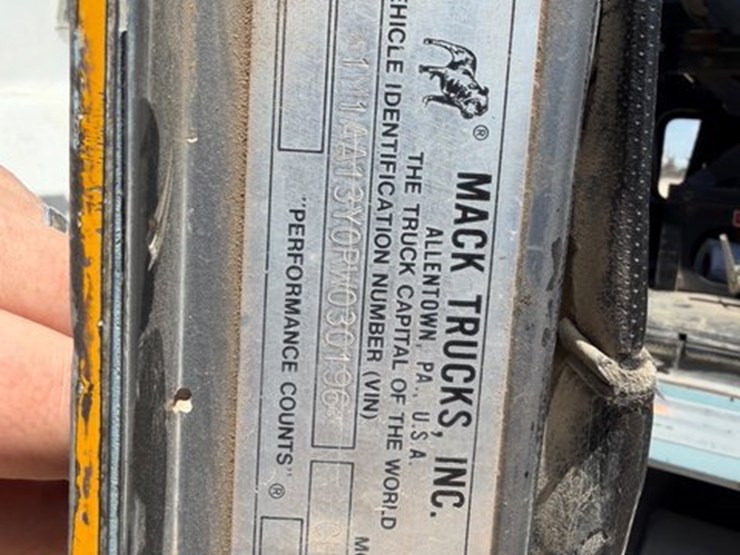 ®
MACK TRUCKS, INC.
ALLENTOWN, PA., U.S.A.
THE TRUCK CAPITAL OF THE WORLD
EHICLE IDENTIFICATION NUMBER (VIN)
1M1AA13Y0RW030196
"PERFORMANCE COUNTS" ®